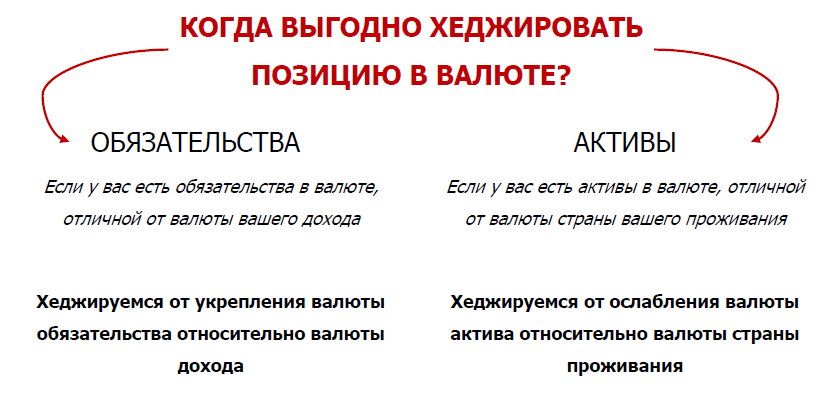 КОГДА ВЫГОДНО ХЕДЖИРОВАТЬ
ПОЗИЦИЮ В ВАЛЮТЕ?
ОБЯЗАТЕЛЬСТВА
Если у вас есть обязательства в валюте,
отличной от валюты вашего дохода
Хеджируемся от укрепления валюты
обязательства относительно валюты
дохода
АКТИВЫ
Если у вас есть активы в валюте, отличной
от валюты страны вашего проживания
Хеджируемся от ослабления валюты
актива относительно валюты страны
проживания